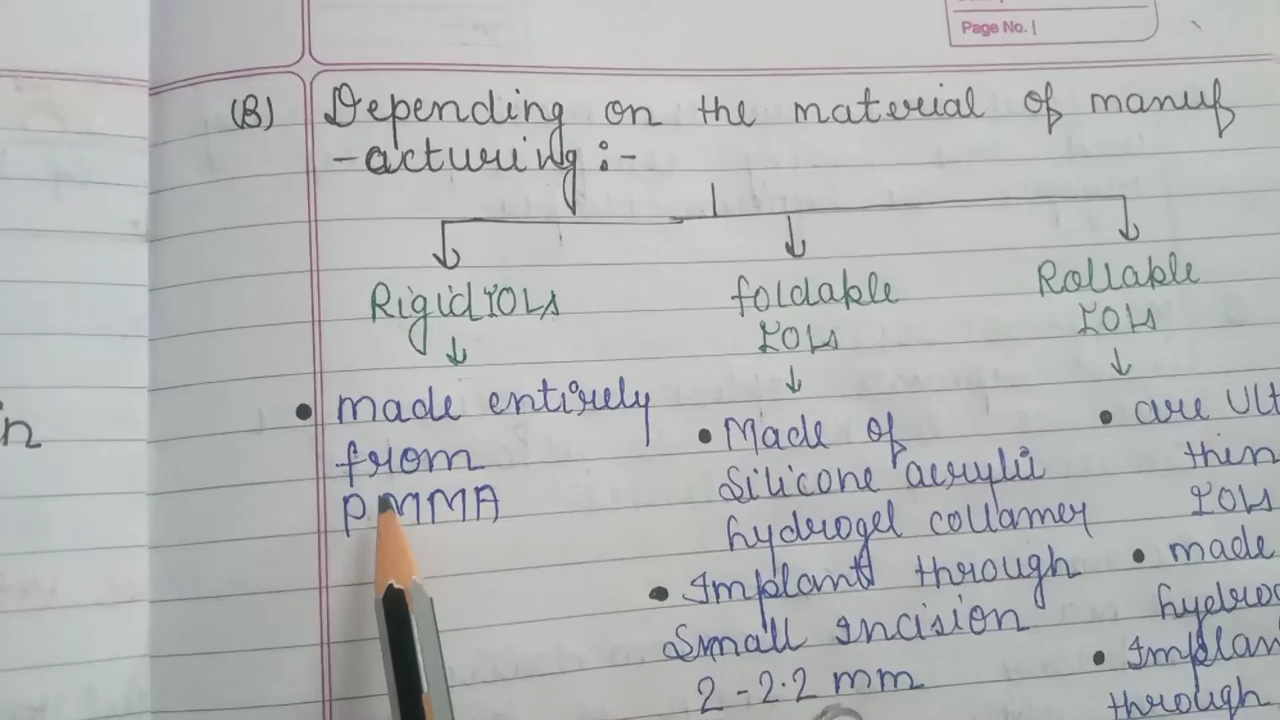 Page No.
(B) Depending on the material of manuf
-acturing :-
Rigid IOLs
foldable
IOLs
Rollable
IOLs
• made entirely
from
PMMA
• Made of
Silicone acrylic
hydrogel collamer
• Implant through
Small incision
2 - 2.2 mm
• are Ult
thin
IOLs
• made
hydro
• Implan
through
n